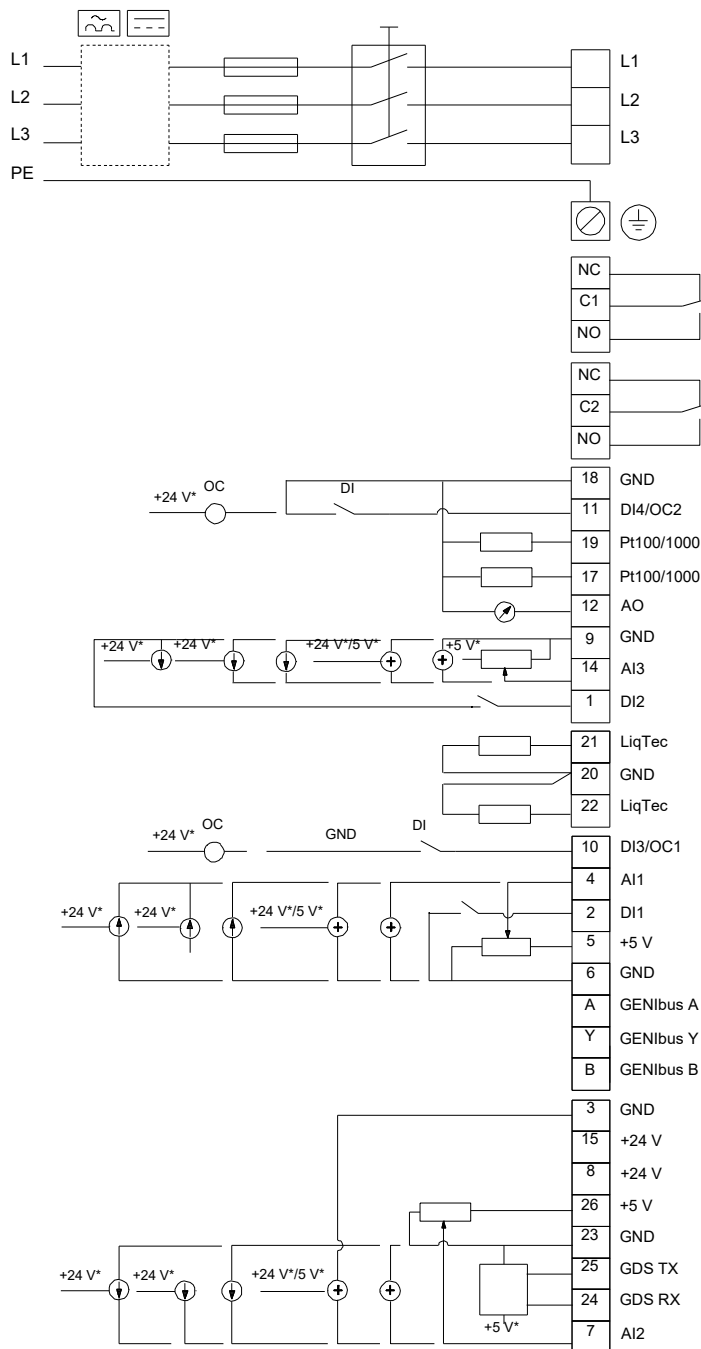 L1 L1
L2 L2
L3 L3
PE
NC
C1
NO
NC
C2
NO
18 GND
+24 V* OC DI 11 DI4/OC2
19 Pt100/1000
17 Pt100/1000
12 AO
9 GND
+24 V* +24 V* +24 V*/5 V* +5 V*
14 AI3
1 DI2
21 LiqTec
20 GND
22 LiqTec
+24 V* OC GND DI 10 DI3/OC1
4 AI1
+24 V* +24 V* +24 V*/5 V* 2 DI1
5 +5 V
6 GND
A GENIbus A
Y GENIbus Y
B GENIbus B
3 GND
15 +24 V
8 +24 V
26 +5 V
23 GND
+24 V* +24 V* +24 V*/5 V* 25 GDS TX
24 GDS RX
+5 V*
7 AI2